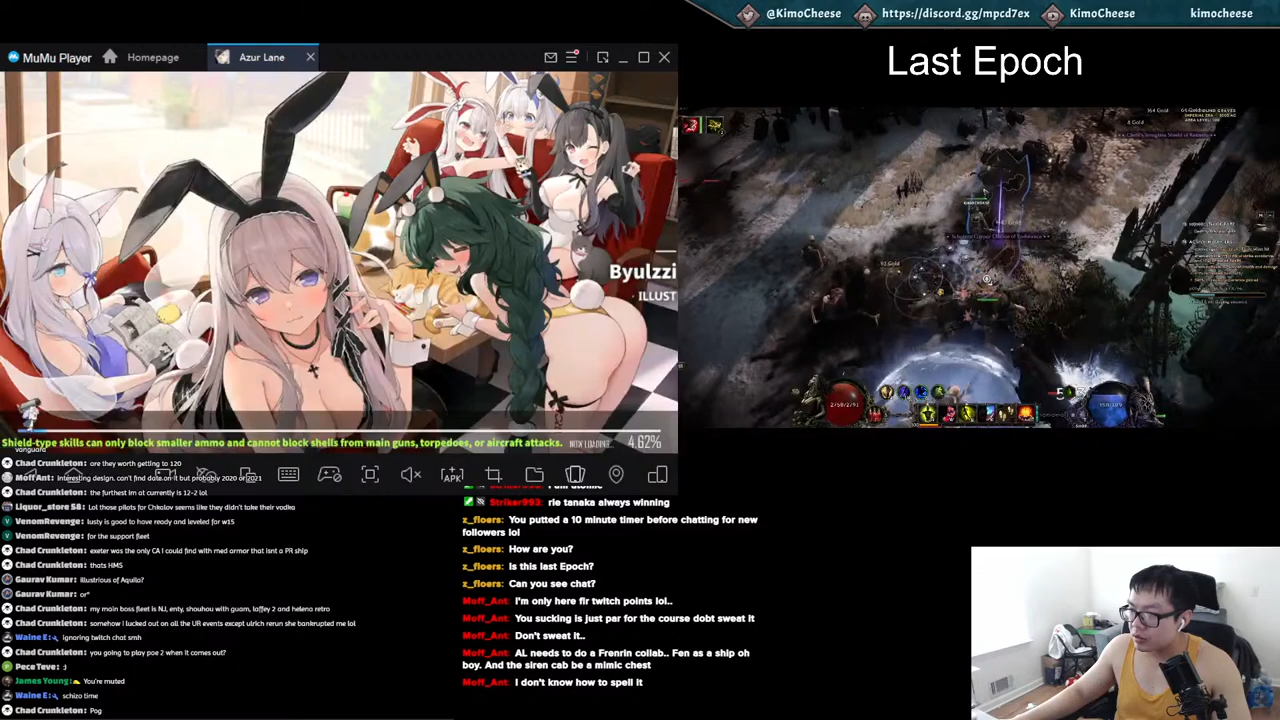 @KimoCheese
https://discord.gg/mpcd7ex
KimoCheese
kimocheese
MuMu Player
Homepage
Azur Lane
Last Epoch
Byulzzi
ILLUST
Shield-type skills can only block smaller ammo and cannot block shells from main guns, torpedoes, or aircraft attacks.
NOW LOADING...
4.62%
APK
vanguard
Chad Crunkleton: are they worth getting to 120
Moff Ant: Interesting design, can't find date on it but probably 2020 or 2021
Chad Crunkleton: the furthest im at currently is 12-2 lol
Liquor_store 58: Lol those pilots for Chkalov seems like they didn't take their vodka
VenomRevenge: lusty is good to have ready and leveled for w15
VenomRevenge: for the support fleet
Chad Crunkleton: exeter was the only CA I could find with med armor that isnt a PR ship
Chad Crunkleton: thats HMS
Gaurav Kumar: illustrious of Aquila?
Gaurav Kumar: or*
Chad Crunkleton: my main boss fleet is NJ, enty, shouhou with guam, laffey 2 and helena retro
Chad Crunkleton: somehow I lucked out on all the UR events except ulrich rerun she bankrupted me lol
Waine E: ignoring twitch chat smh
Chad Crunkleton: you going to play poe 2 when it comes out?
Pece Teve: :)
James Young: You're muted
Waine E: schizo time
Chad Crunkleton: Pog
Striker993: rie tanaka always winning
z_floers: You putted a 10 minute timer before chatting for new
followers lol
z_floers: How are you?
z_floers: Is this last Epoch?
z_floers: Can you see chat?
Moff_Ant: I'm only here fir twitch points lol..
Moff_Ant: You sucking is just par for the course dobt sweat it
Moff_Ant: Don't sweat it..
Moff_Ant: AL needs to do a Frenrin collab.. Fen as a ship oh
boy. And the siren cab be a mimic chest
Moff_Ant: I don't know how to spell it